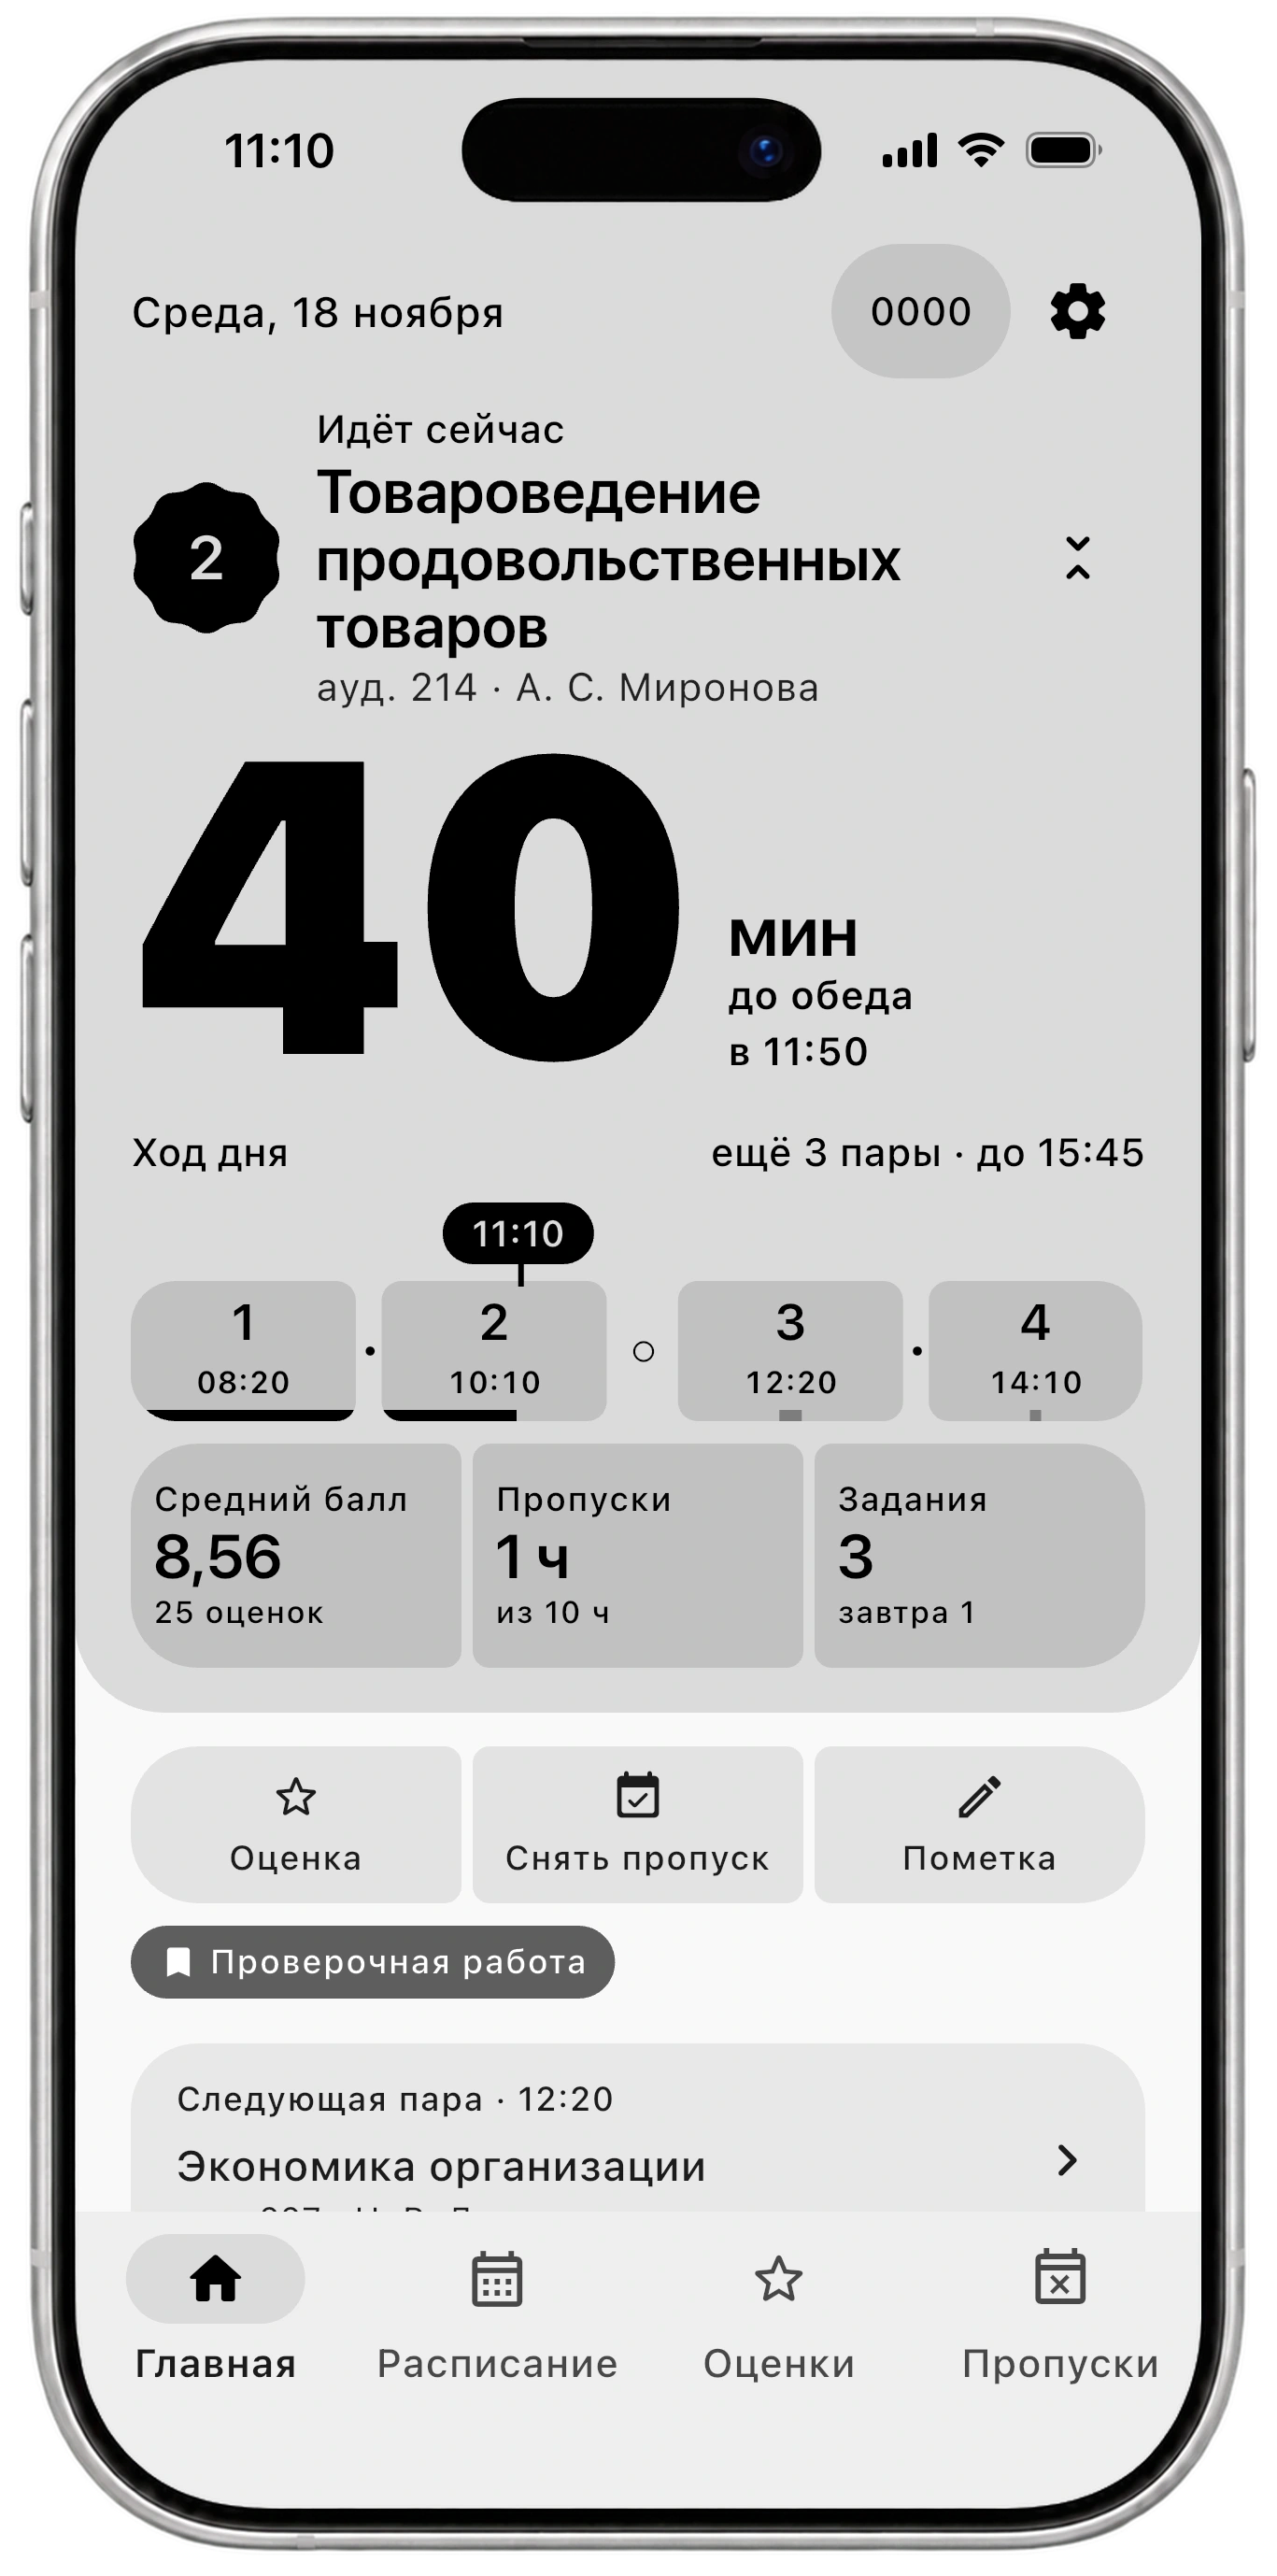 11:10
Среда, 18 ноября
0000
Идёт сейчас
2
Товароведение
продовольственных
товаров
ауд. 214 · А. С. Миронова
40
мин
до обеда
в 11:50
Ход дня
ещё 3 пары · до 15:45
11:10
1
08:20
2
10:10
3
12:20
4
14:10
Средний балл
8,56
25 оценок
Пропуски
1 ч
из 10 ч
Задания
3
завтра 1
Оценка
Снять пропуск
Пометка
Проверочная работа
Следующая пара · 12:20
Экономика организации
Главная
Расписание
Оценки
Пропуски